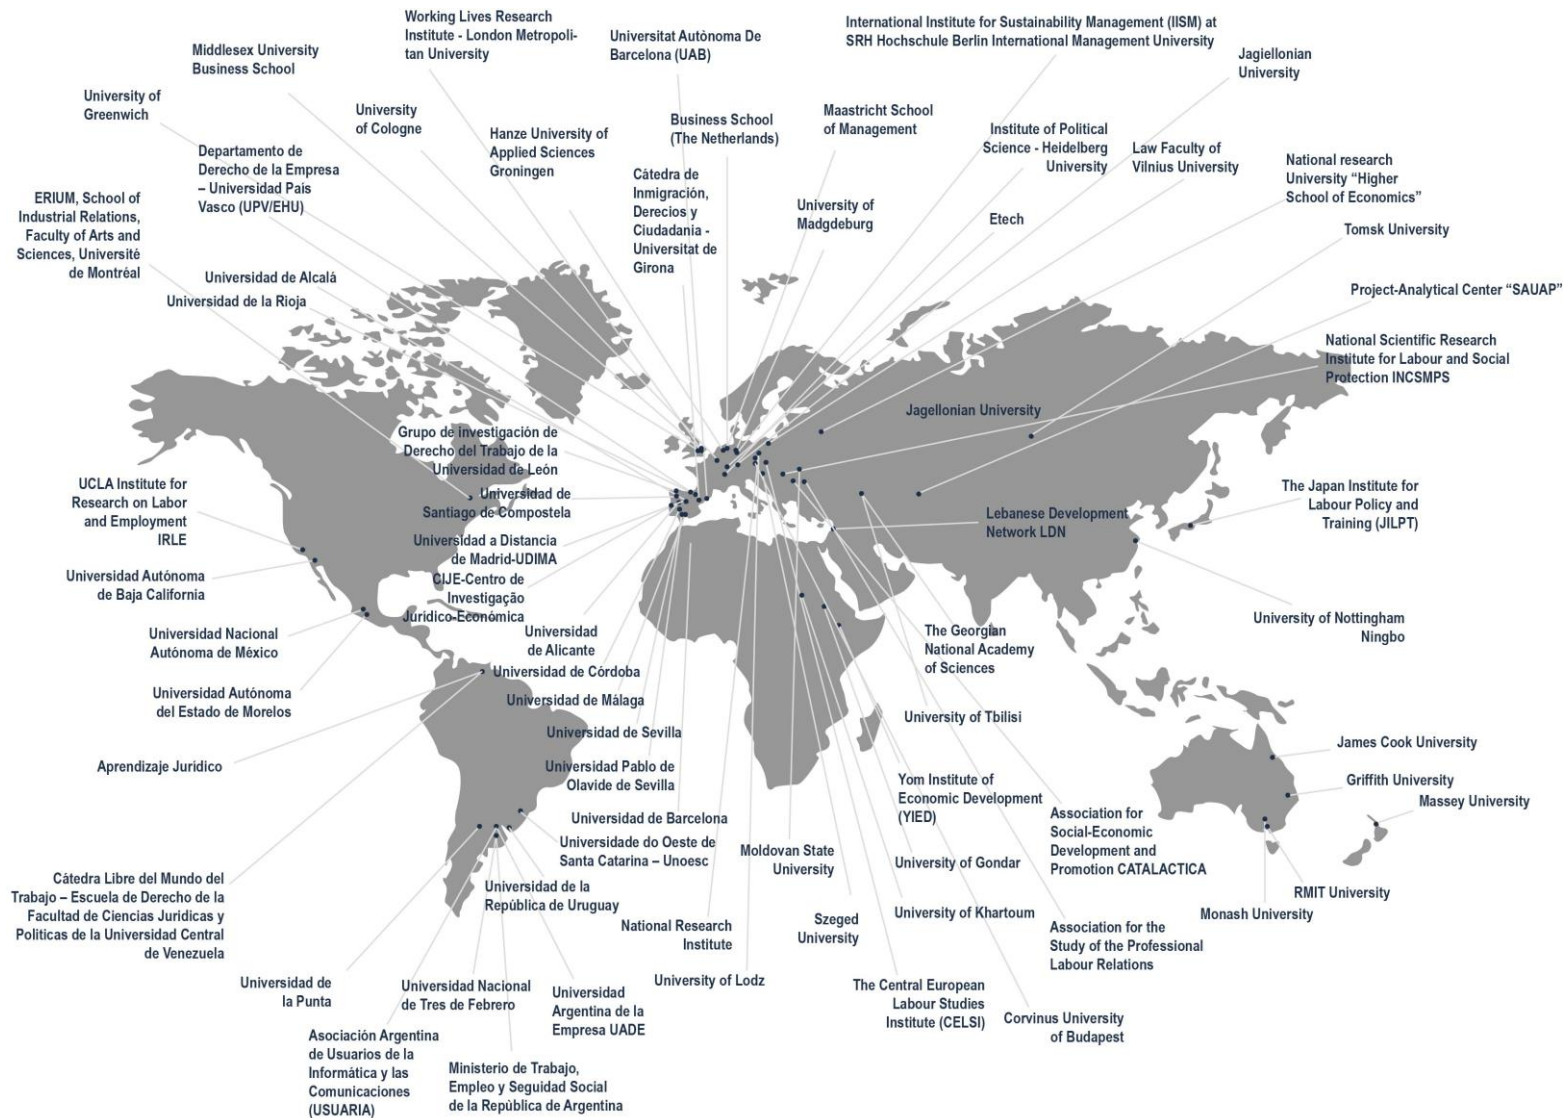 Working Lives Research
Institute - London Metropoli-
tan University
International Institute for Sustainability Management (IISM) at
SRH Hochschule Berlin International Management University
Middlesex University
Business School
Universitat Autònoma De
Barcelona (UAB)
Jagiellonian
University
University of
Greenwich
University
of Cologne
Hanze University of
Applied Sciences
Groningen
Business School
(The Netherlands)
Maastricht School
of Management
Institute of Political
Science - Heidelberg
University
Law Faculty of
Vilnius University
National research
University “Higher
School of Economics”
Departamento de
Derecho de la Empresa
– Universidad País
Vasco (UPV/EHU)
Cátedra de
Inmigración,
Derecios y
Ciudadania -
Universitat de
Girona
University of
Madgdeburg
Etech
Tomsk University
ERIUM, School of
Industrial Relations,
Faculty of Arts and
Sciences, Université
de Montréal
Universidad de Alcalá
Universidad de la Rioja
Project-Analytical Center “SAUAP”
National Scientific Research
Institute for Labour and Social
Protection INCSMPS
Jagellonian University
Grupo de investigación de
Derecho del Trabajo de la
Universidad de León
UCLA Institute for
Research on Labor
and Employment
IRLE
Universidad de
Santiago de Compostela
The Japan Institute for
Labour Policy and
Training (JILPT)
Lebanese Development
Network LDN
Universidad a Distancia
de Madrid-UDIMA
Universidad Autónoma
de Baja California
CIJE-Centro de
Investigação
Jurídico-Económica
University of Nottingham
Ningbo
Universidad Nacional
Autónoma de México
Universidad
de Alicante
The Georgian
National Academy
of Sciences
Universidad de Córdoba
Universidad Autónoma
del Estado de Morelos
Universidad de Málaga
University of Tbilisi
Universidad de Sevilla
James Cook University
Aprendizaje Jurídico
Universidad Pablo de
Olavide de Sevilla
Yom Institute of
Economic Development
(YIED)
Griffith University
Massey University
Universidad de Barcelona
Association for
Social-Economic
Development and
Promotion CATALACTICA
Universidade do Oeste de
Santa Catarina – Unoesc
Moldovan State
University
University of Gondar
Cátedra Libre del Mundo del
Trabajo – Escuela de Derecho de la
Facultad de Ciencias Jurídicas y
Politicas de la Universidad Central
de Venezuela
Universidad de la
República de Uruguay
RMIT University
Monash University
National Research
Institute
Szeged
University
University of Khartoum
Association for the
Study of the Professional
Labour Relations
Universidad de
la Punta
Universidad Nacional
de Tres de Febrero
Universidad
Argentina de la
Empresa UADE
University of Lodz
The Central European
Labour Studies
Institute (CELSI)
Corvinus University
of Budapest
Asociación Argentina
de Usuarios de la
Informática y las
Comunicaciones
(USUARIA)
Ministerio de Trabajo,
Empleo y Seguidad Social
de la Repùblica de Argentina